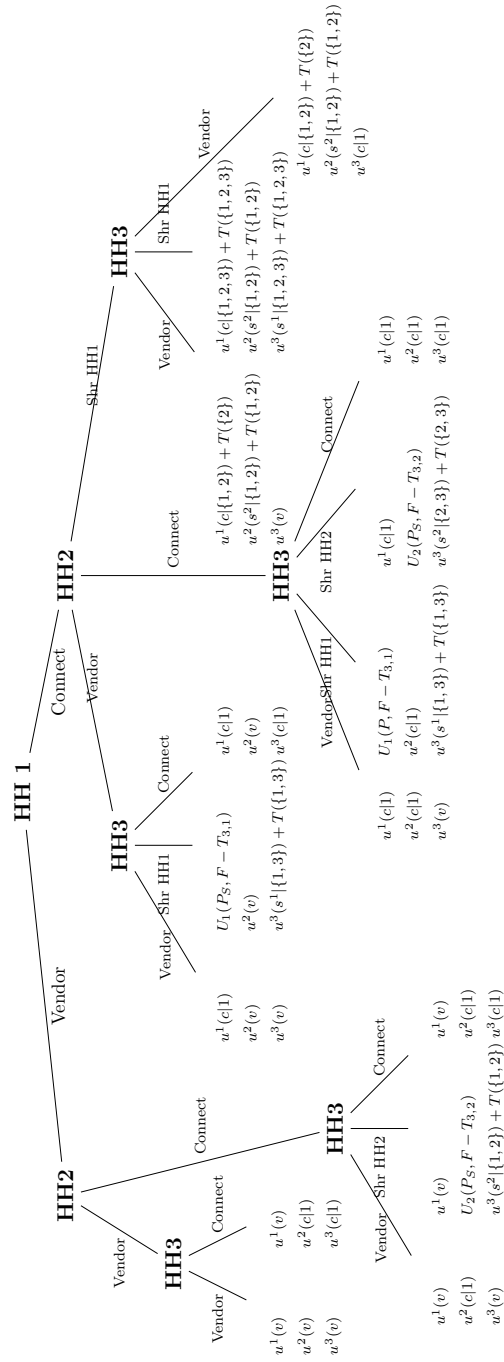 HH 1
Vendor
Connect
HH2
HH2
Vendor
Connect
Vendor
Connect
Shr HH1
HH3
Vendor
Connect
u^1(v)
u^2(v)
u^3(v)
u^1(v)
u^2(c|1)
u^3(c|1)
HH3
Vendor
Shr HH2
Connect
u^1(v)
u^2(c|1)
u^3(v)
u^1(v)
U_2(P_S, F − T_{3,2})
u^3(s^2|{1,2}) + T({1,2})
u^1(v)
u^2(c|1)
u^3(c|1)
HH3
Vendor
Shr HH1
Connect
u^1(c|1)
u^2(v)
u^3(v)
U_1(P_S, F − T_{3,1})
u^2(v)
u^3(s^1|{1,3}) + T({1,3})
u^1(c|1)
u^2(v)
u^3(c|1)
HH3
Vendor
Shr HH1
Shr HH2
Connect
u^1(c|1)
u^2(c|1)
u^3(v)
U_1(P, F − T_{3,1})
u^2(c|1)
u^3(s^1|{1,3}) + T({1,3})
u^1(c|1)
U_2(P_S, F − T_{3,2})
u^3(s^2|{2,3}) + T({2,3})
u^1(c|1)
u^2(c|1)
u^3(c|1)
HH3
Vendor
Shr HH1
Vendor
u^1(c|{1,2}) + T({2})
u^2(s^2|{1,2}) + T({1,2})
u^3(v)
u^1(c|{1,2,3}) + T({1,2,3})
u^2(s^2|{1,2}) + T({1,2})
u^3(s^1|{1,2,3}) + T({1,2,3})
u^1(c|{1,2}) + T({2})
u^2(s^2|{1,2}) + T({1,2})
u^3(c|1)